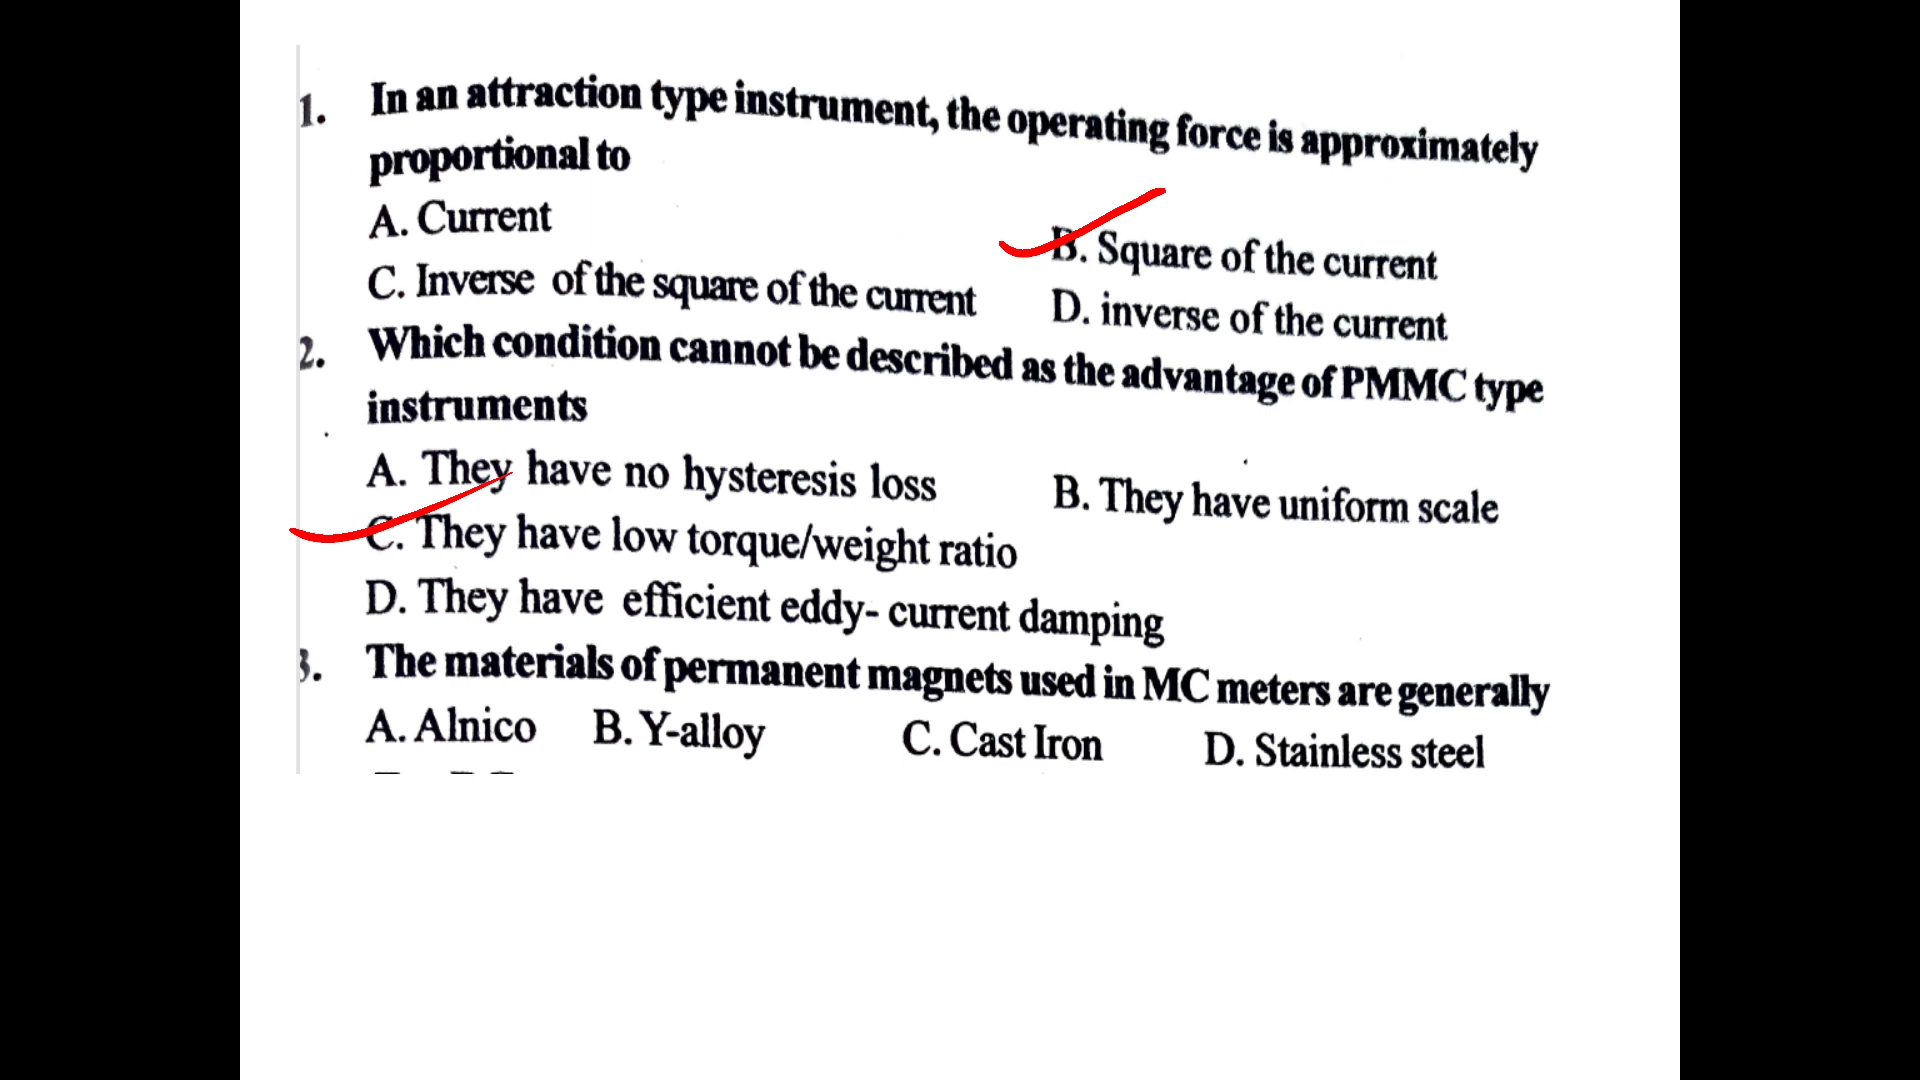 1. In an attraction type instrument, the operating force is approximately
proportional to
A. Current
B. Square of the current
C. Inverse of the square of the current D. inverse of the current
2. Which condition cannot be described as the advantage of PMMC type
instruments
A. They have no hysteresis loss B. They have uniform scale
C. They have low torque/weight ratio
D. They have efficient eddy- current damping
3. The materials of permanent magnets used in MC meters are generally
A. Alnico B. Y-alloy C. Cast Iron D. Stainless steel